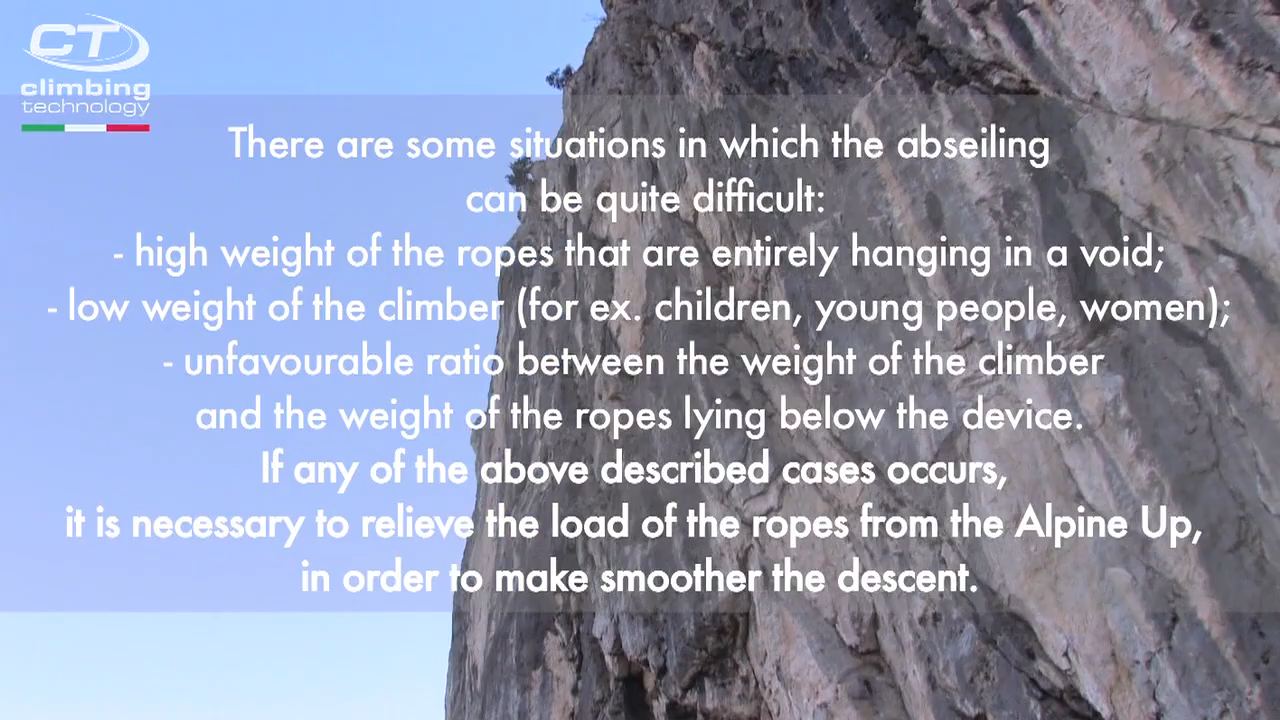 CT
climbing
technology
There are some situations in which the abseiling
can be quite difficult:
- high weight of the ropes that are entirely hanging in a void;
- low weight of the climber (for ex. children, young people, women);
- unfavourable ratio between the weight of the climber
and the weight of the ropes lying below the device.
If any of the above described cases occurs,
it is necessary to relieve the load of the ropes from the Alpine Up,
in order to make smoother the descent.